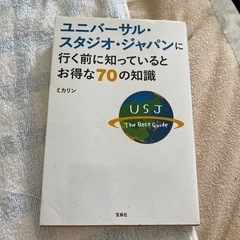 ユニバーサル・
スタジオ・ジャパンに
行く前に知っていると
お得な70の知識
ミカリン
USJ
The Best Guide
宝島社